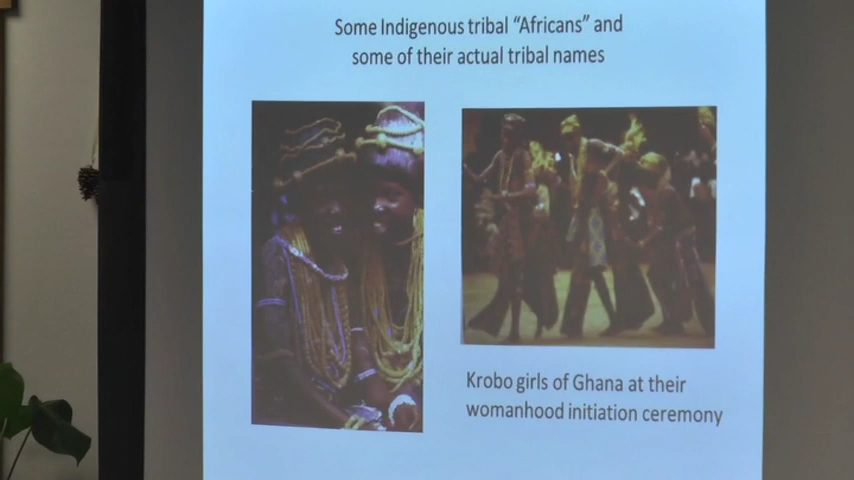 Some Indigenous tribal “Africans” and
some of their actual tribal names
Krobo girls of Ghana at their
womanhood initiation ceremony